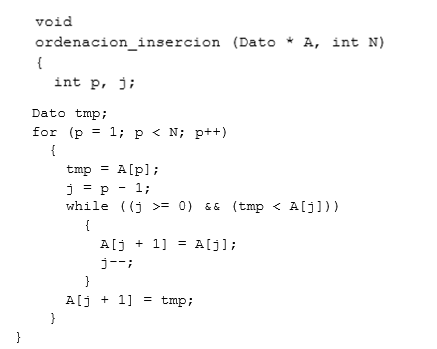 void
ordenacion_insercion (Dato * A, int N)
{
int p, j;
Dato tmp;
for (p = 1; p < N; p++)
{
tmp = A[p];
j = p - 1;
while ((j >= 0) && (tmp < A[j]))
{
A[j + 1] = A[j];
j--;
}
A[j + 1] = tmp;
}
}